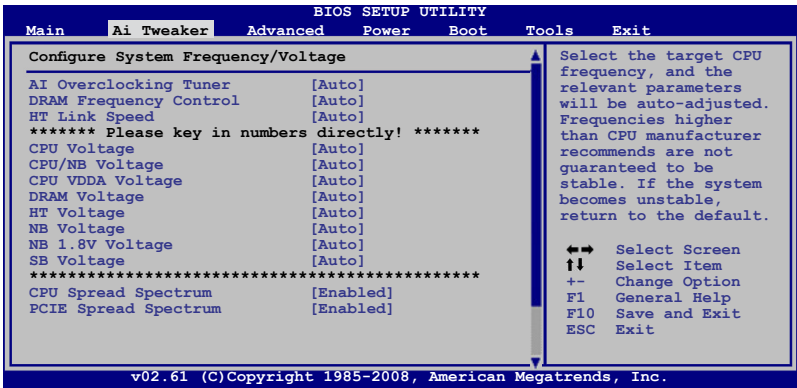 BIOS SETUP UTILITY
Main Ai Tweaker Advanced Power Boot Tools Exit
Configure System Frequency/Voltage
AI Overclocking Tuner [Auto]
DRAM Frequency Control [Auto]
HT Link Speed [Auto]
******* Please key in numbers directly! *******
CPU Voltage [Auto]
CPU/NB Voltage [Auto]
CPU VDDA Voltage [Auto]
DRAM Voltage [Auto]
HT Voltage [Auto]
NB Voltage [Auto]
NB 1.8V Voltage [Auto]
SB Voltage [Auto]
***********************************************
CPU Spread Spectrum [Enabled]
PCIE Spread Spectrum [Enabled]
Select the target CPU
frequency, and the
relevant parameters
will be auto-adjusted.
Frequencies higher
than CPU manufacturer
recommends are not
guaranteed to be
stable. If the system
becomes unstable,
return to the default.
←→ Select Screen
↑↓ Select Item
+- Change Option
F1 General Help
F10 Save and Exit
ESC Exit
v02.61 (C)Copyright 1985-2008, American Megatrends, Inc.